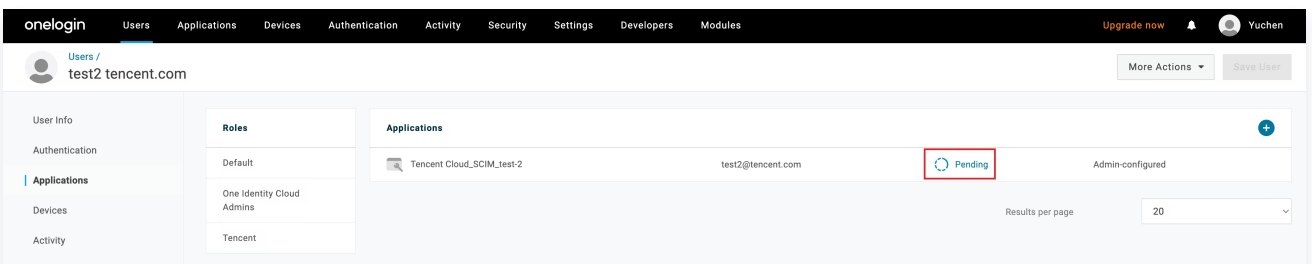 onelogin Users Applications Devices Authentication Activity Security Settings Developers Modules Upgrade now Yuchen
Users /
test2 tencent.com
More Actions Save User
User Info
Authentication
Applications
Devices
Activity
Roles
Default
One Identity Cloud
Admins
Tencent
Applications
Tencent Cloud_SCIM_test-2 test2@tencent.com Pending Admin-configured
Results per page 20